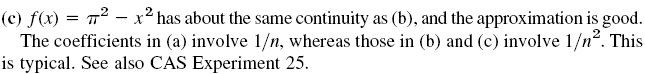 (c) f(x) = π² − x² has about the same continuity as (b), and the approximation is good.
The coefficients in (a) involve 1/n, whereas those in (b) and (c) involve 1/n². This
is typical. See also CAS Experiment 25.